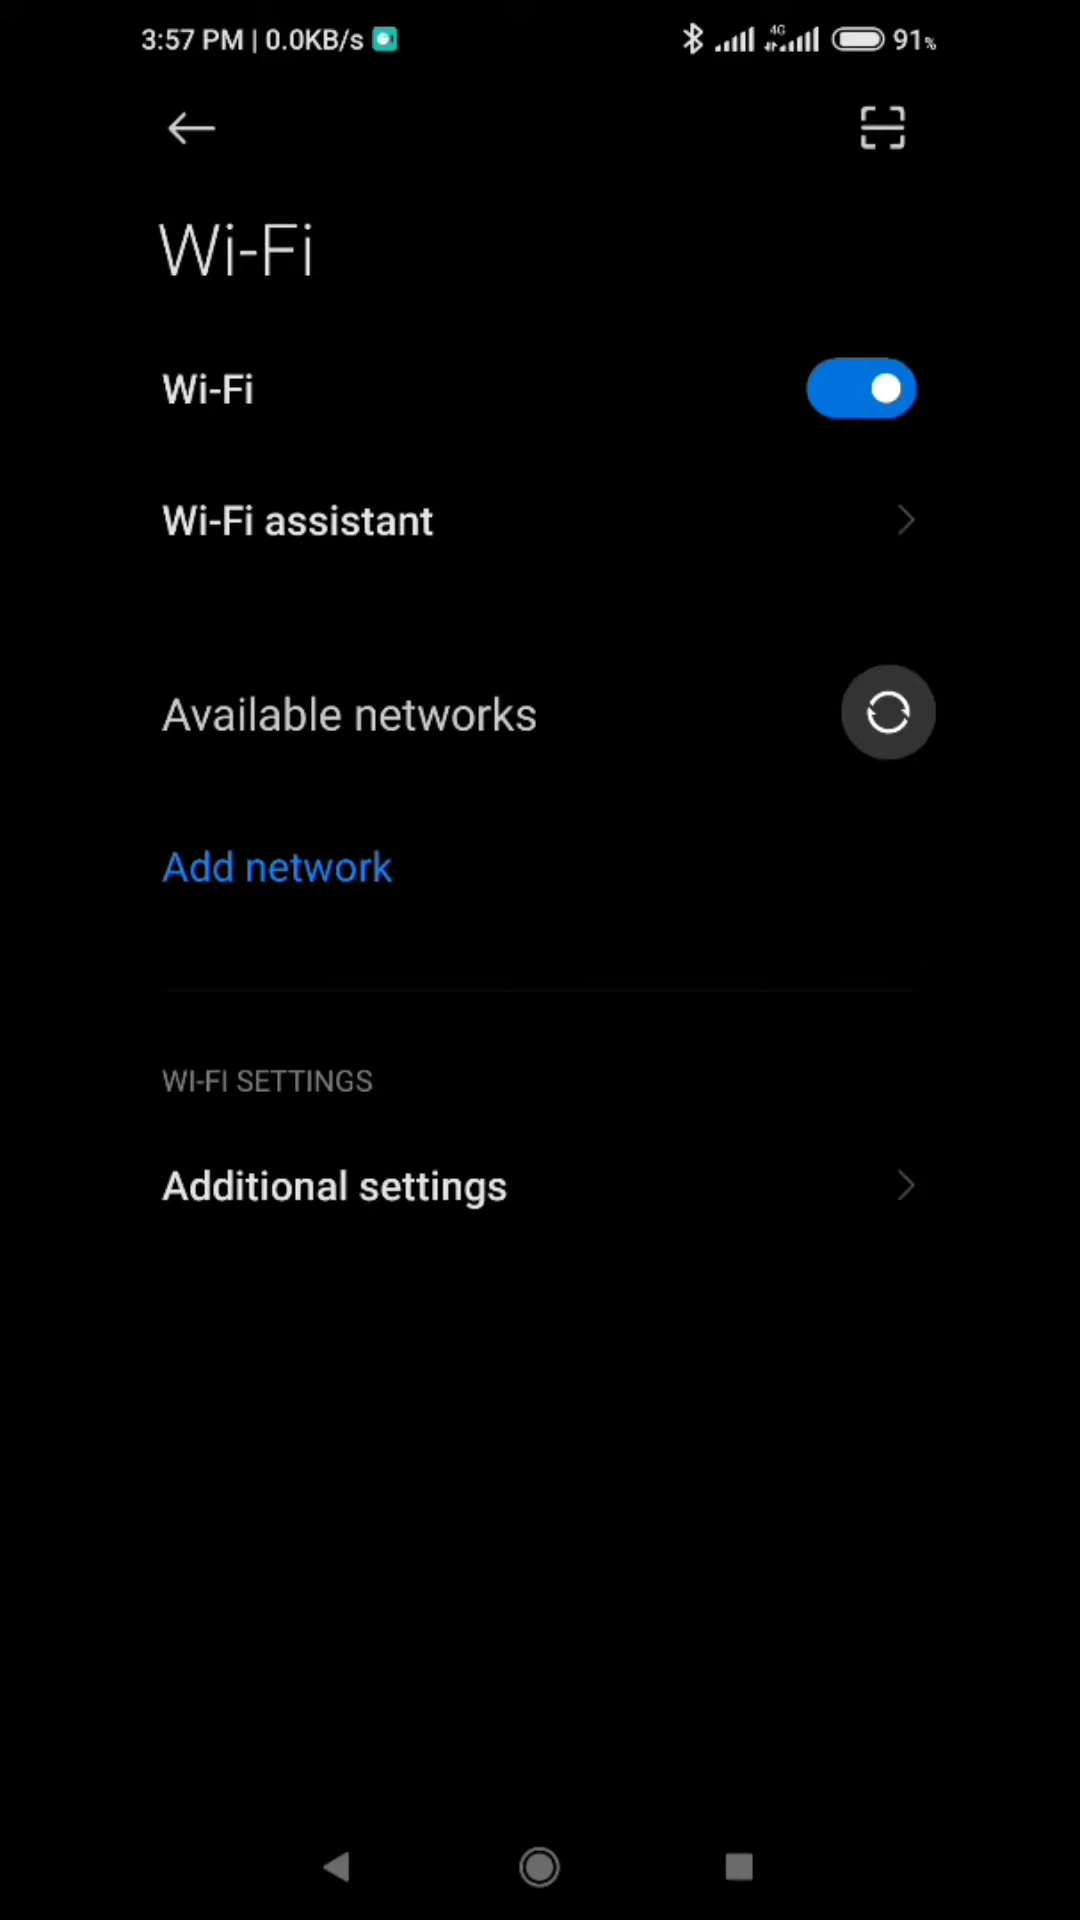 3:57 PM | 0.0KB/s 4G 91%
Wi-Fi
Wi-Fi
Wi-Fi assistant
Available networks
Add network
WI-FI SETTINGS
Additional settings